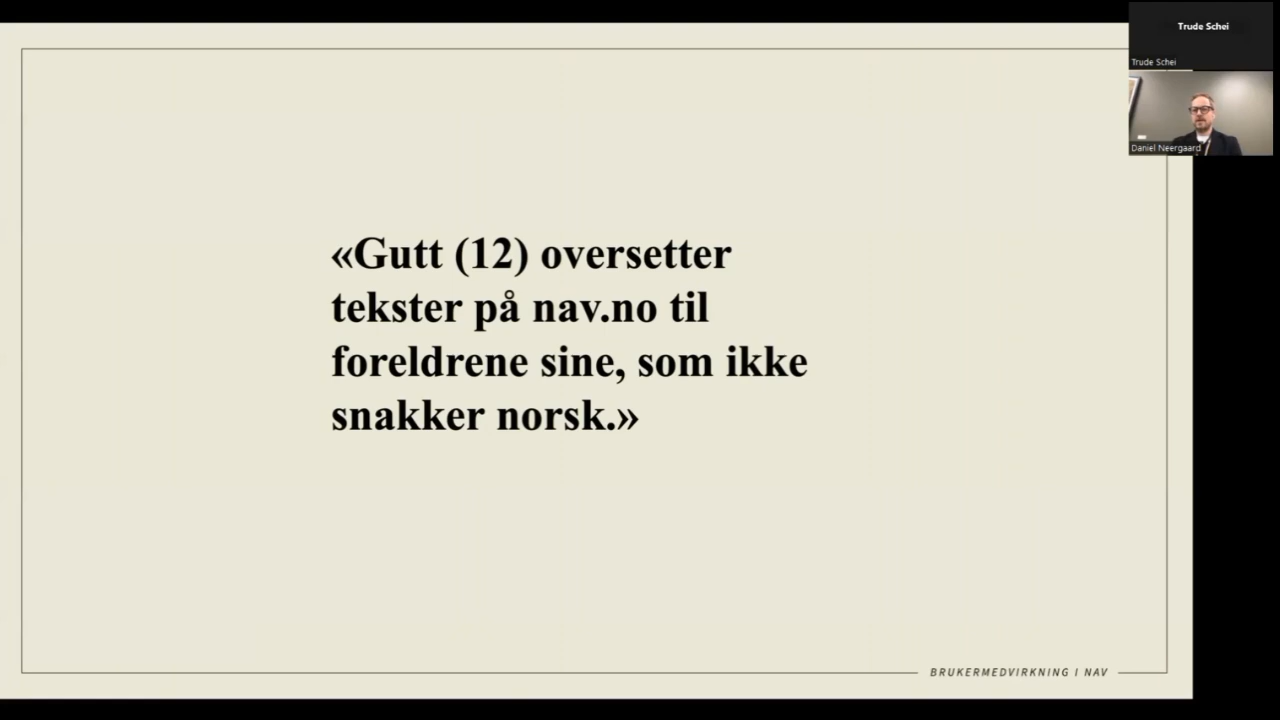 Trude Schei
Trude Schei
Daniel Neergaard
«Gutt (12) oversetter
tekster på nav.no til
foreldrene sine, som ikke
snakker norsk.»
BRUKERMEDVIRKNING I NAV